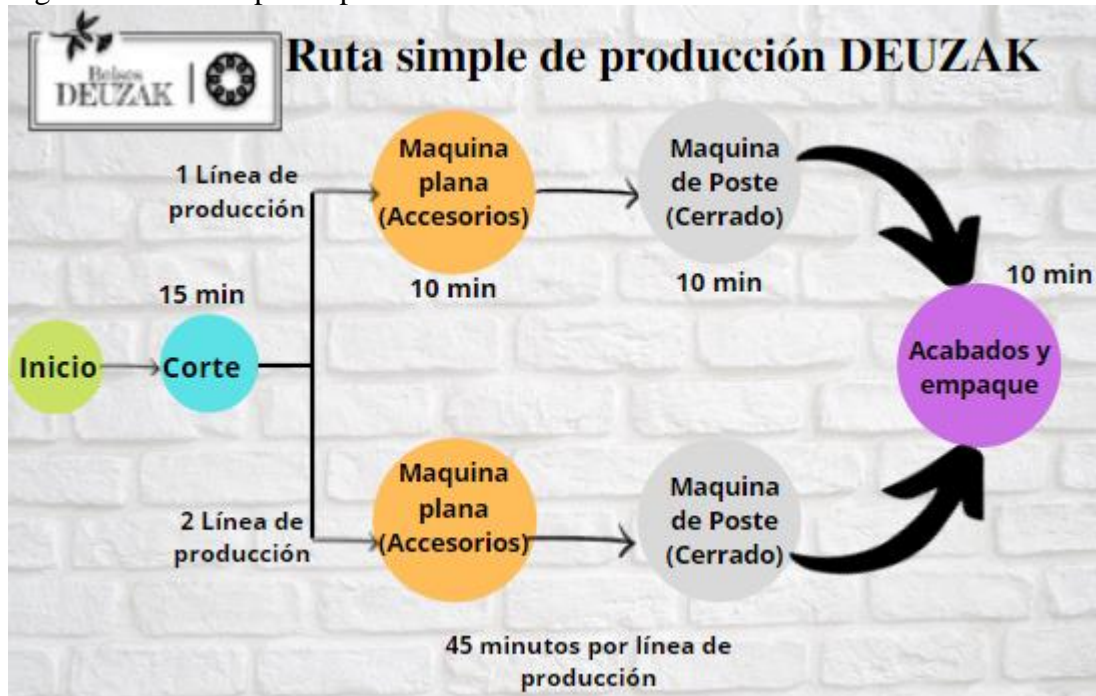 Bolsos
DEUZAK
Ruta simple de producción DEUZAK
1 Línea de
producción
Maquina
plana
(Accesorios)
10 min
Maquina
de Poste
(Cerrado)
10 min
10 min
15 min
Inicio
Corte
Acabados y
empaque
2 Línea de
producción
Maquina
plana
(Accesorios)
Maquina
de Poste
(Cerrado)
45 minutos por línea de
producción